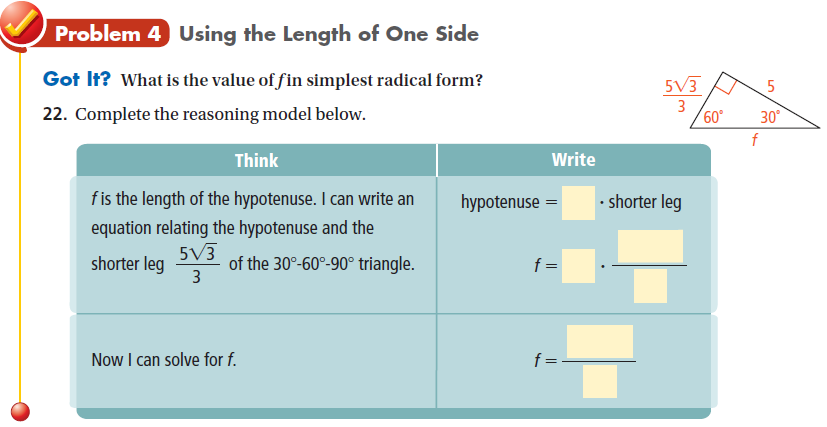 Problem 4 Using the Length of One Side
Got It? What is the value of f in simplest radical form?
22. Complete the reasoning model below.
5√3
3
5
60°
30°
f
Think
Write
f is the length of the hypotenuse. I can write an
equation relating the hypotenuse and the
shorter leg 5√3/3 of the 30°-60°-90° triangle.
hypotenuse = · shorter leg
f = ·
Now I can solve for f.
f =